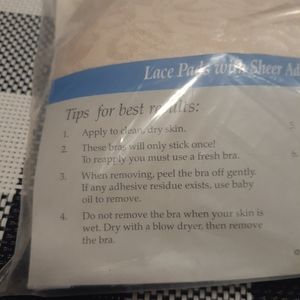 Lace Pads with Sheer Ad
Tips for best results:
1. Apply to clean, dry skin.
2. These bras will only stick once!
To reapply you must use a fresh bra.
3. When removing, peel the bra off gently.
If any adhesive residue exists, use baby
oil to remove.
4. Do not remove the bra when your skin is
wet. Dry with a blow dryer, then remove
the bra.
5.
6.